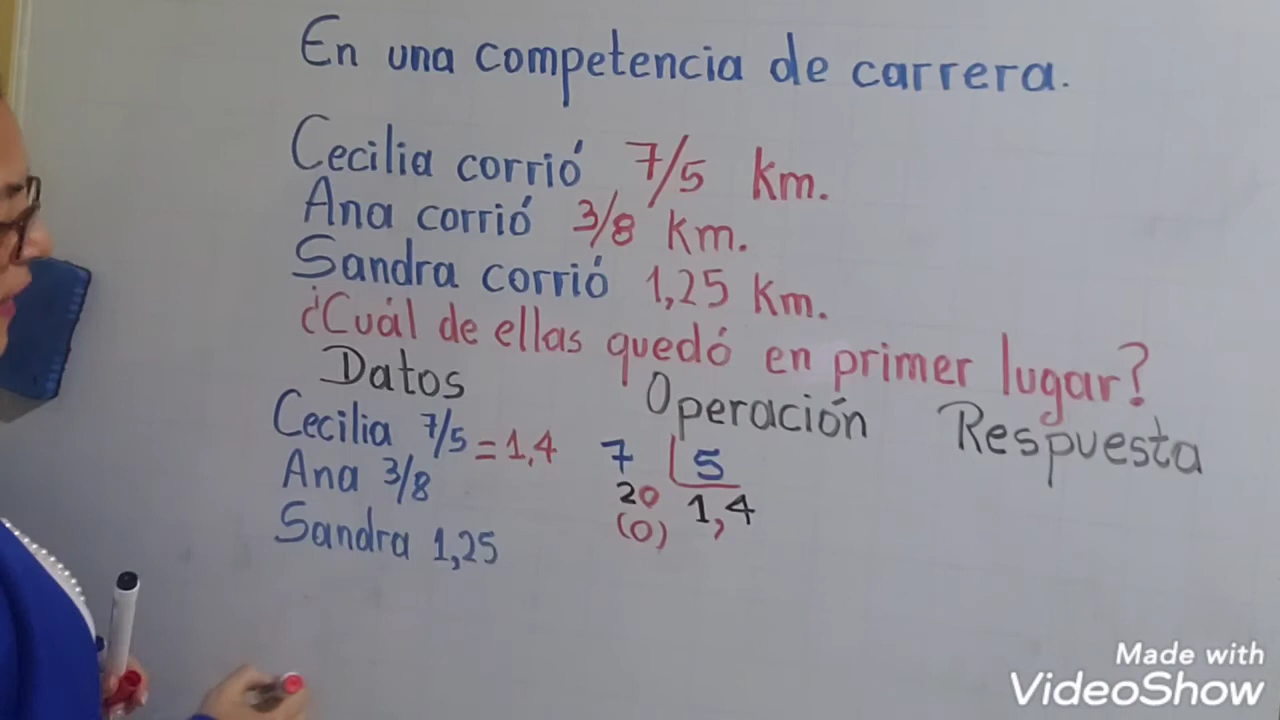 En una competencia de carrera.
Cecilia corrió 7/5 km.
Ana corrió 3/8 km.
Sandra corrió 1,25 Km.
¿Cuál de ellas quedó en primer lugar?
Datos Operación Respuesta
Cecilia 7/5 = 1,4 7 5
Ana 3/8 20 1,4
Sandra 1,25 (0)
Made with
VideoShow